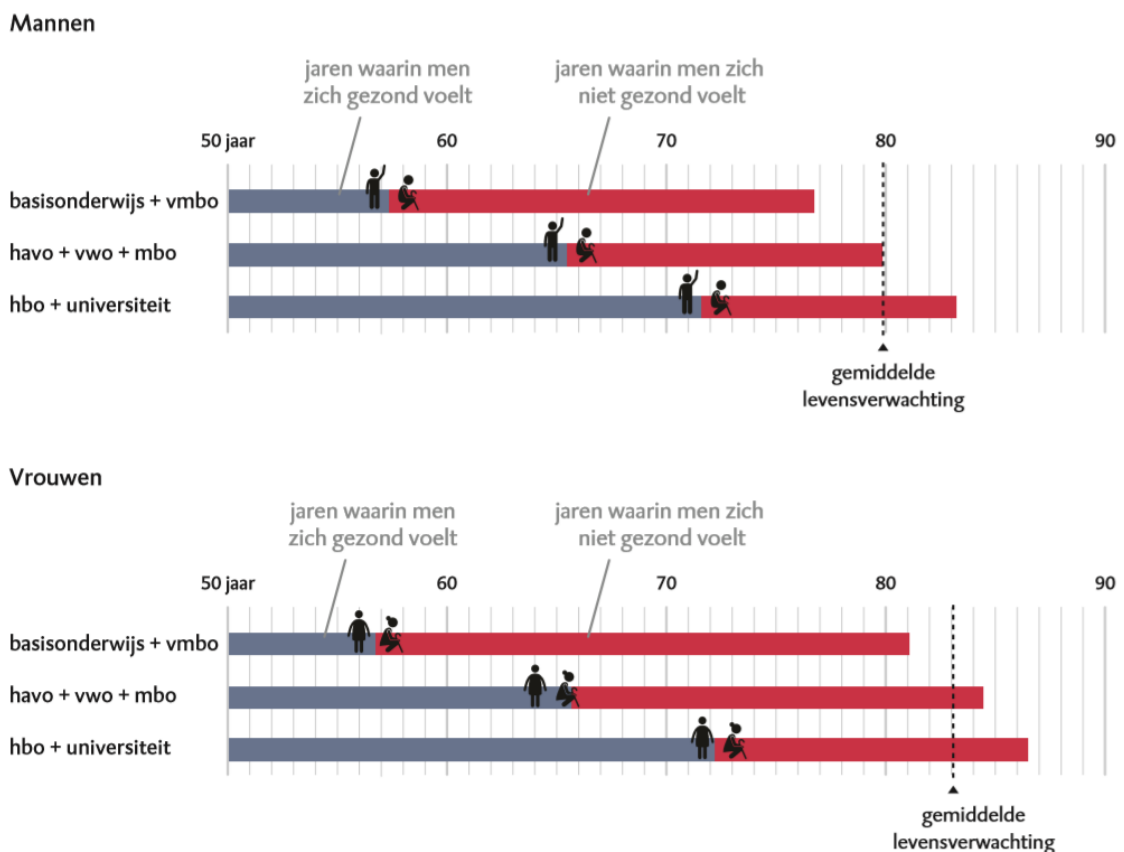 Mannen
jaren waarin men
zich gezond voelt
jaren waarin men zich
niet gezond voelt
50 jaar 60 70 80 90
basisonderwijs + vmbo
havo + vwo + mbo
hbo + universiteit
gemiddelde
levensverwachting
Vrouwen
jaren waarin men
zich gezond voelt
jaren waarin men zich
niet gezond voelt
50 jaar 60 70 80 90
basisonderwijs + vmbo
havo + vwo + mbo
hbo + universiteit
gemiddelde
levensverwachting